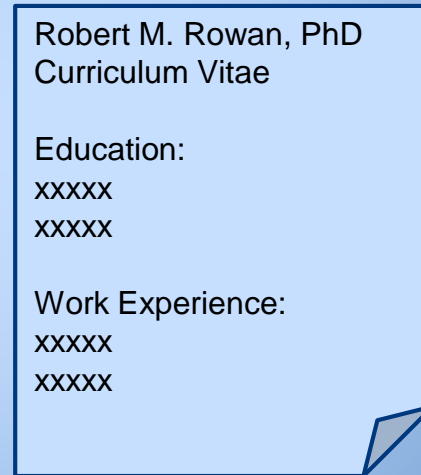 Robert M. Rowan, PhD
Curriculum Vitae
Education:
xxxxx
xxxxx
Work Experience:
xxxxx
xxxxx